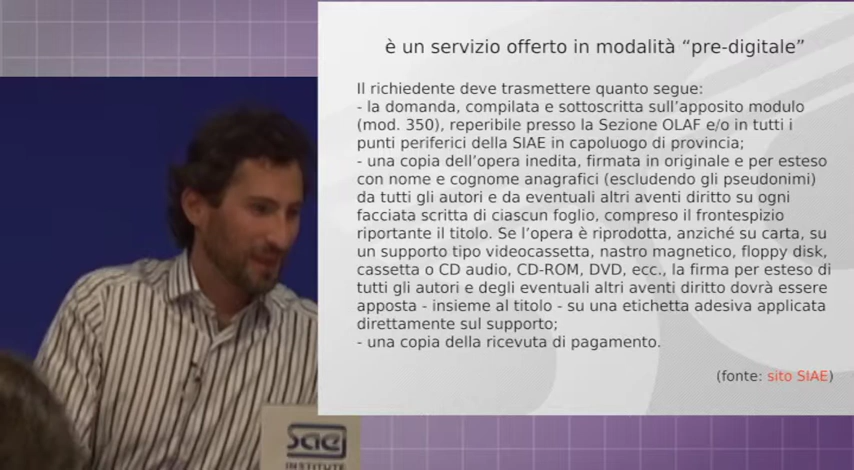 è un servizio offerto in modalità “pre-digitale”
Il richiedente deve trasmettere quanto segue:
- la domanda, compilata e sottoscritta sull’apposito modulo
(mod. 350), reperibile presso la Sezione OLAF e/o in tutti i
punti periferici della SIAE in capoluogo di provincia;
- una copia dell’opera inedita, firmata in originale e per esteso
con nome e cognome anagrafici (escludendo gli pseudonimi)
da tutti gli autori e da eventuali altri aventi diritto su ogni
facciata scritta di ciascun foglio, compreso il frontespizio
riportante il titolo. Se l’opera è riprodotta, anziché su carta, su
un supporto tipo videocassetta, nastro magnetico, floppy disk,
cassetta o CD audio, CD-ROM, DVD, ecc., la firma per esteso di
tutti gli autori e degli eventuali altri aventi diritto dovrà essere
apposta - insieme al titolo - su una etichetta adesiva applicata
direttamente sul supporto;
- una copia della ricevuta di pagamento.
(fonte: sito SIAE)
sae
INSTITUTE